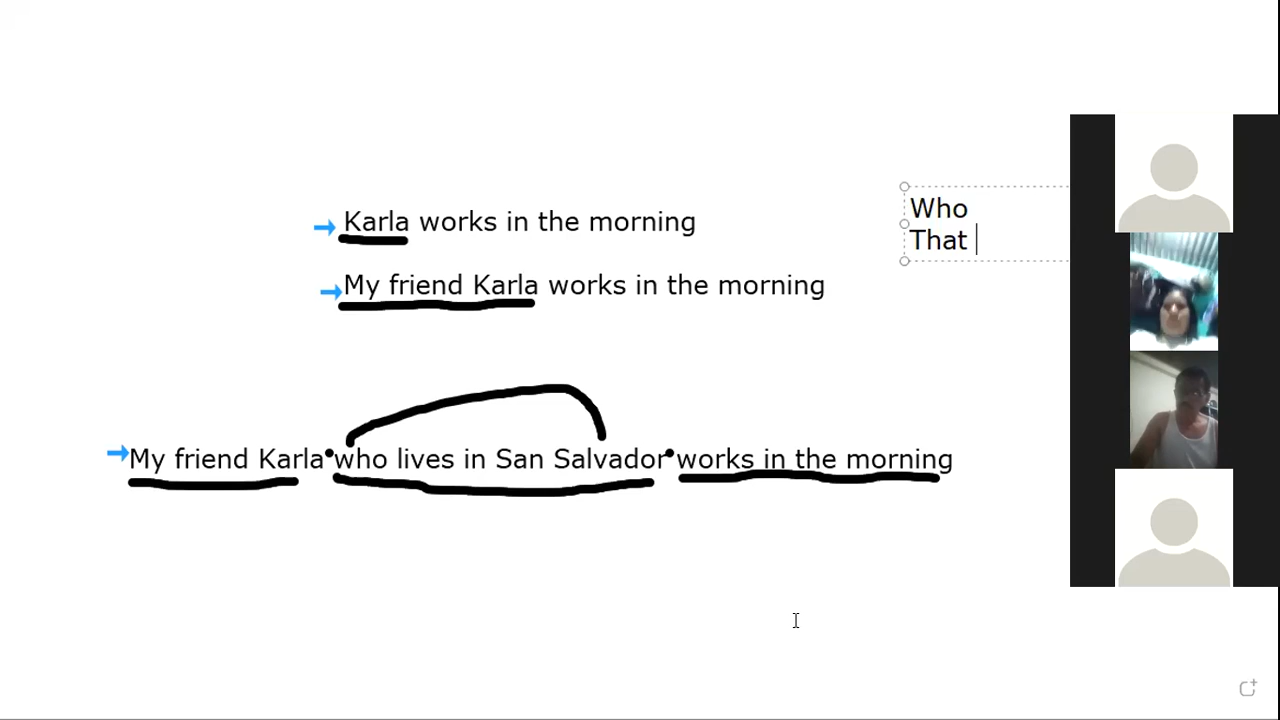 Karla works in the morning
Who
That
My friend Karla works in the morning
My friend Karla who lives in San Salvador works in the morning